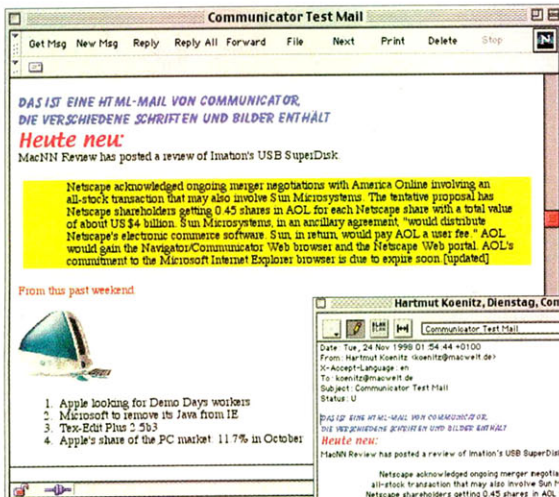 Communicator Test Mail
Get Msg New Msg Reply Reply All Forward File Next Print Delete Stop
N
DAS IST EINE HTML-MAIL VON COMMUNICATOR,
DIE VERSCHIEDENE SCHRIFTEN UND BILDER ENTHÄLT
Heute neu:
MacNN Review has posted a review of Imation's USB SuperDisk.
Netscape acknowledged ongoing merger negotiations with America Online involving an
all-stock transaction that may also involve Sun Microsystems. The tentative proposal has
Netscape shareholders getting 0.45 shares in AOL for each Netscape share with a total value
of about US $4 billion. Sun Microsystems, in an ancillary agreement, "would distribute
Netscape's electronic commerce software. Sun, in return, would pay AOL a user fee." AOL
would gain the Navigator/Communicator Web browser and the Netscape Web portal. AOL's
commitment to the Microsoft Internet Explorer browser is due to expire soon.[updated]
From this past weekend
1. Apple looking for Demo Days workers
2. Microsoft to remove its Java from IE
3. Tex-Edit Plus 2.5b3
4. Apple's share of the PC market: 11.7% in October
Hartmut Koenitz, Dienstag, Com
Communicator Test Mail
Date: Tue, 24 Nov 1998 01:54:44 +0100
From: Hartmut Koenitz <koenitz@macwelt.de>
X-Accept-Language: en
To: koenitz@macwelt.de
Subject: Communicator Test Mail
Status: U
DAS IST EINE HTML-MAIL VON COMMUNICATOR,
DIE VERSCHIEDENE SCHRIFTEN UND BILDER ENTHÄLT
Heute neu:
MacNN Review has posted a review of Imation's USB SuperDisk
Netscape acknowledged ongoing merger negotia
all-stock transaction that may also involve Sun
Netscape shareholders getting 0.45 shares in AOL